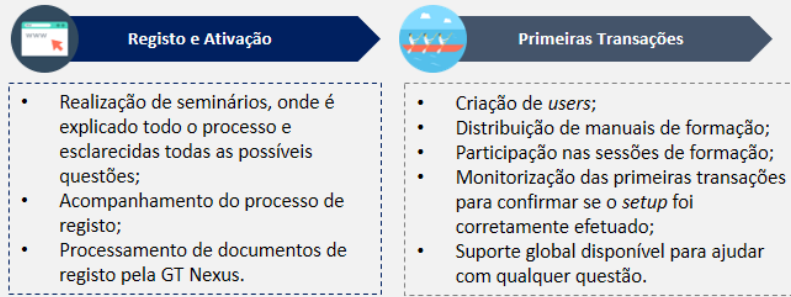 www
Registo e Ativação
• Realização de seminários, onde é
explicado todo o processo e
esclarecidas todas as possíveis
questões;
• Acompanhamento do processo de
registo;
• Processamento de documentos de
registo pela GT Nexus.
Primeiras Transações
• Criação de users;
• Distribuição de manuais de formação;
• Participação nas sessões de formação;
• Monitorização das primeiras transações
para confirmar se o setup foi
corretamente efetuado;
• Suporte global disponível para ajudar
com qualquer questão.